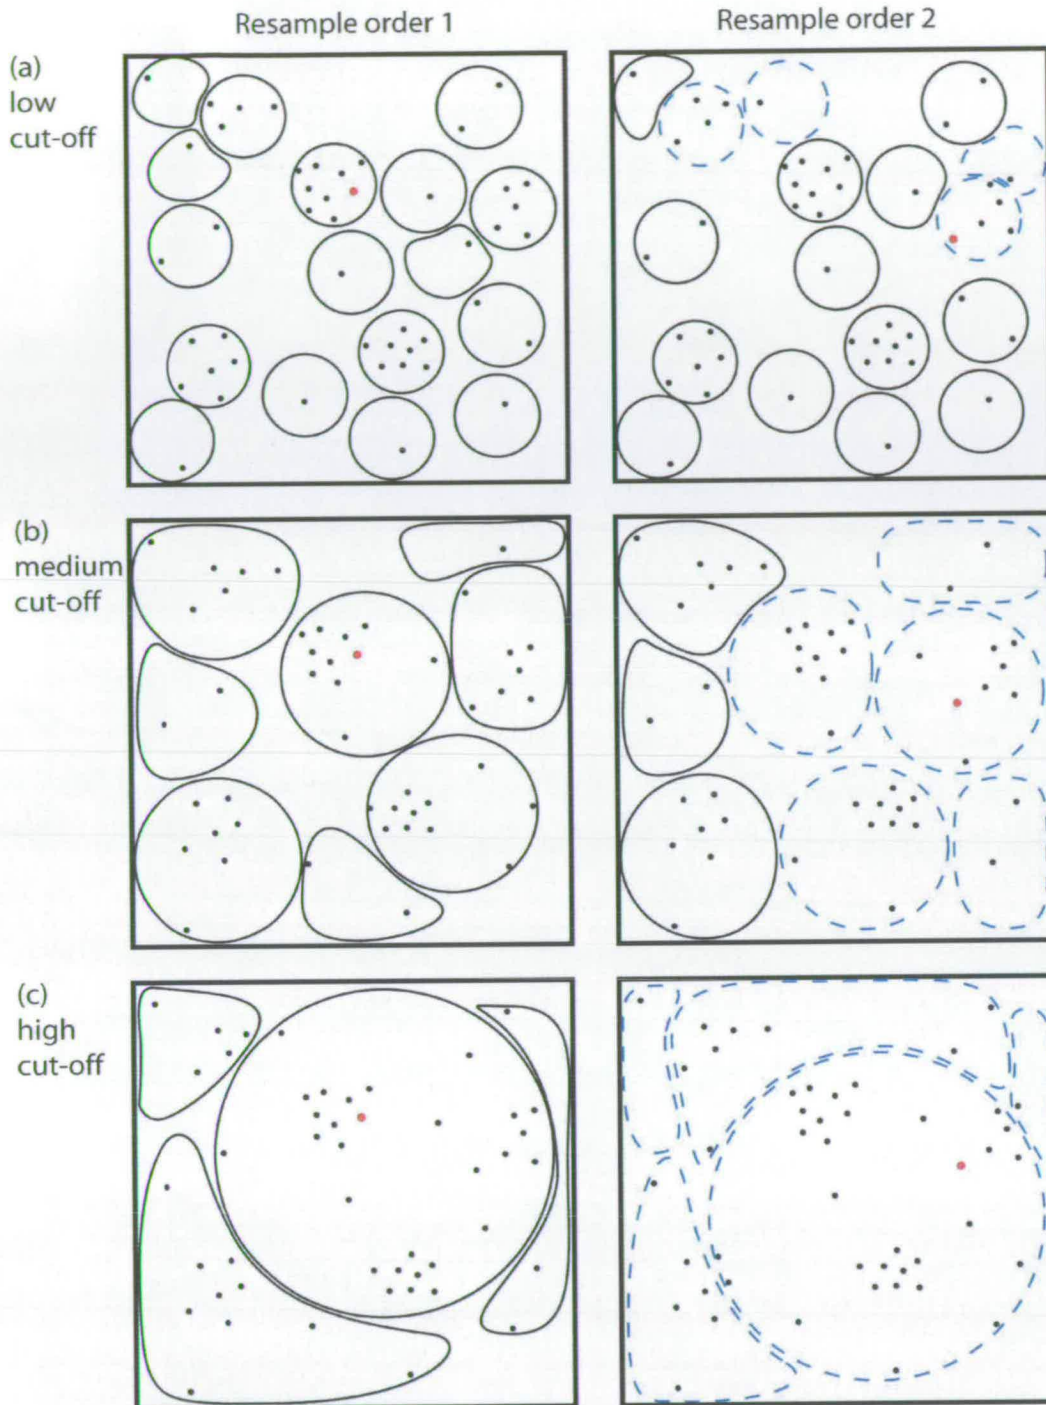 Resample order 1
Resample order 2
(a)
low
cut-off
(b)
medium
cut-off
(c)
high
cut-off